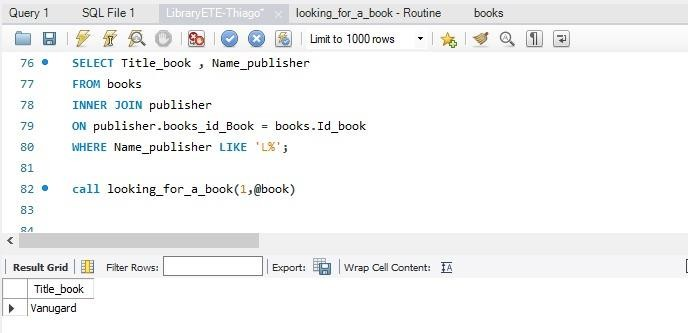 Query 1 SQL File 1 LibraryETE-Thiago* looking_for_a_book - Routine books
Limit to 1000 rows
76 SELECT Title_book , Name_publisher
77 FROM books
78 INNER JOIN publisher
79 ON publisher.books_id_Book = books.Id_book
80 WHERE Name_publisher LIKE 'L%';
81
82 call looking_for_a_book(1,@book)
83
84
Result Grid Filter Rows: Export: Wrap Cell Content: IA
Title_book
Vanugard